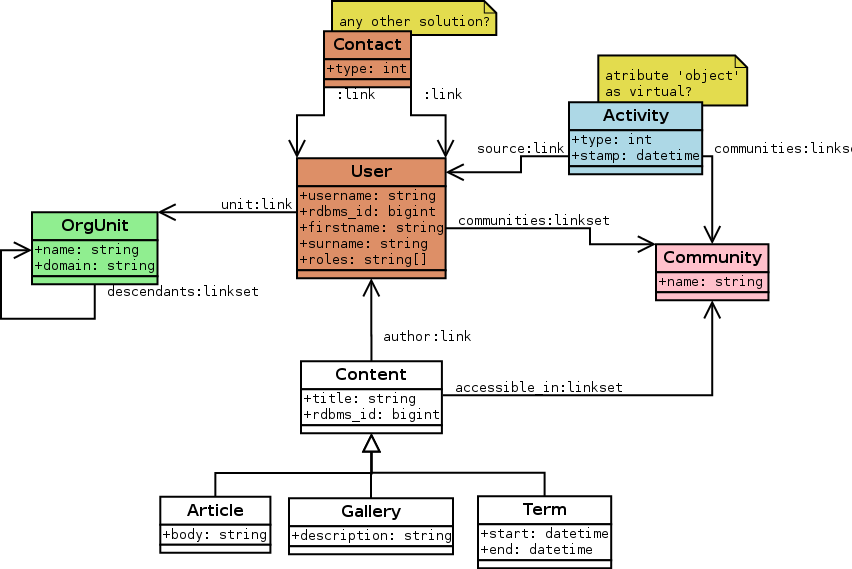 any other solution?
Contact
+type: int
:link
:link
atribute 'object'
as virtual?
Activity
+type: int
+stamp: datetime
source:link
communities:links
User
+username: string
+rdbms_id: bigint
+firstname: string
+surname: string
+roles: string[]
unit:link
OrgUnit
+name: string
+domain: string
descendants:linkset
communities:linkset
Community
+name: string
author:link
Content
+title: string
+rdbms_id: bigint
accessible_in:linkset
Article
+body: string
Gallery
+description: string
Term
+start: datetime
+end: datetime